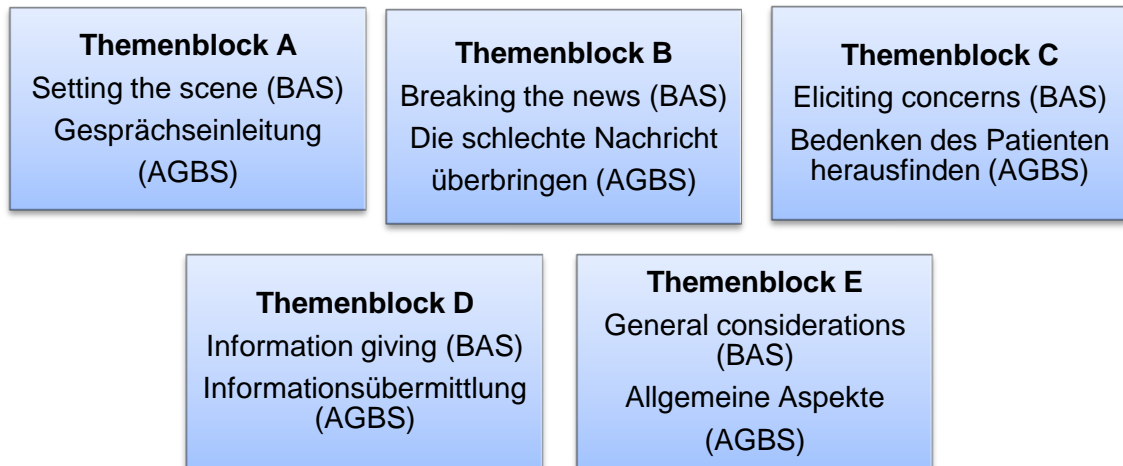 Themenblock A
Setting the scene (BAS)
Gesprächseinleitung
(AGBS)
Themenblock B
Breaking the news (BAS)
Die schlechte Nachricht
überbringen (AGBS)
Themenblock C
Eliciting concerns (BAS)
Bedenken des Patienten
herausfinden (AGBS)
Themenblock D
Information giving (BAS)
Informationsübermittlung
(AGBS)
Themenblock E
General considerations
(BAS)
Allgemeine Aspekte
(AGBS)